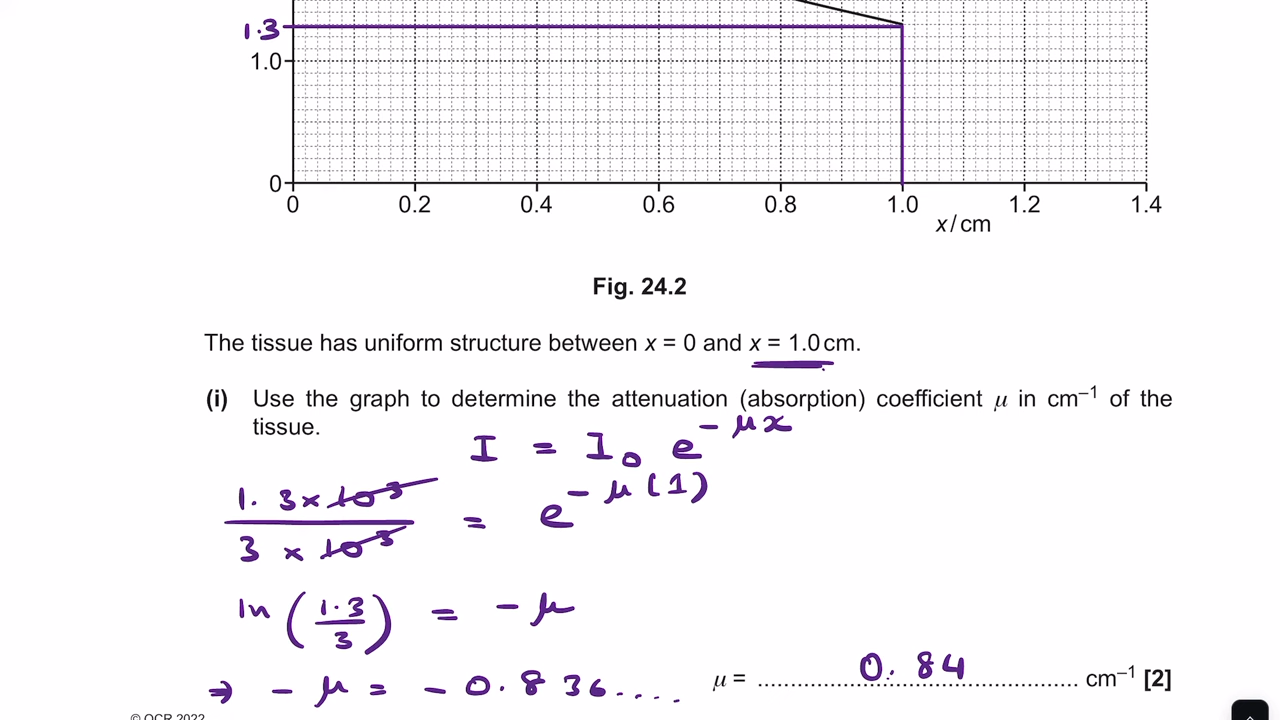 1.3
1.0
0
0 0.2 0.4 0.6 0.8 1.0 1.2 1.4
x / cm
Fig. 24.2
The tissue has uniform structure between x = 0 and x = 1.0 cm.
(i) Use the graph to determine the attenuation (absorption) coefficient μ in cm⁻¹ of the
tissue.
I = I₀ e^(-μx)
1.3 × 10³ / 3 × 10³ = e^(-μ(1))
ln (1.3/3) = -μ
⇒ -μ = -0.836....
μ = 0.84 cm⁻¹ [2]
© OCR 2022